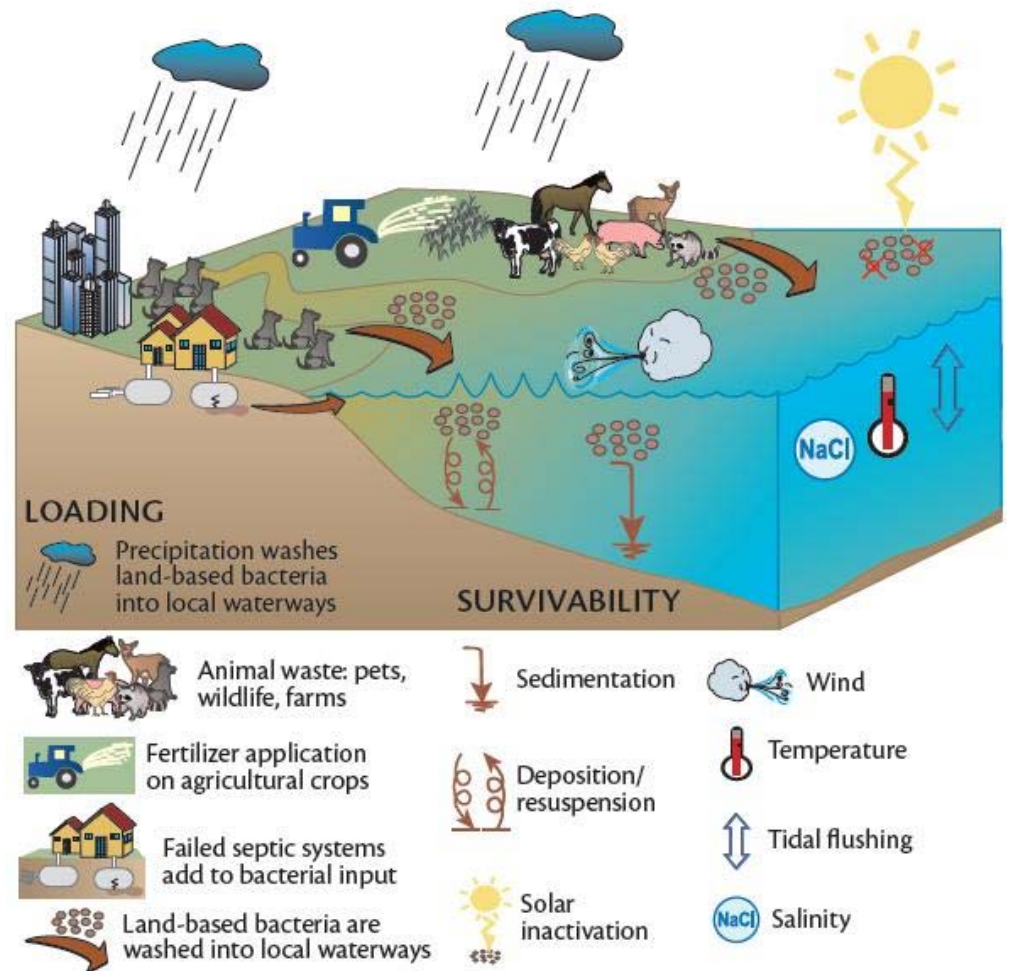 NaCl
LOADING
Precipitation washes
land-based bacteria
into local waterways
SURVIVABILITY
Animal waste: pets,
wildlife, farms
Fertilizer application
on agricultural crops
Failed septic systems
add to bacterial input
Land-based bacteria are
washed into local waterways
Sedimentation
Deposition/
resuspension
Solar
inactivation
Wind
Temperature
Tidal flushing
NaCl
Salinity